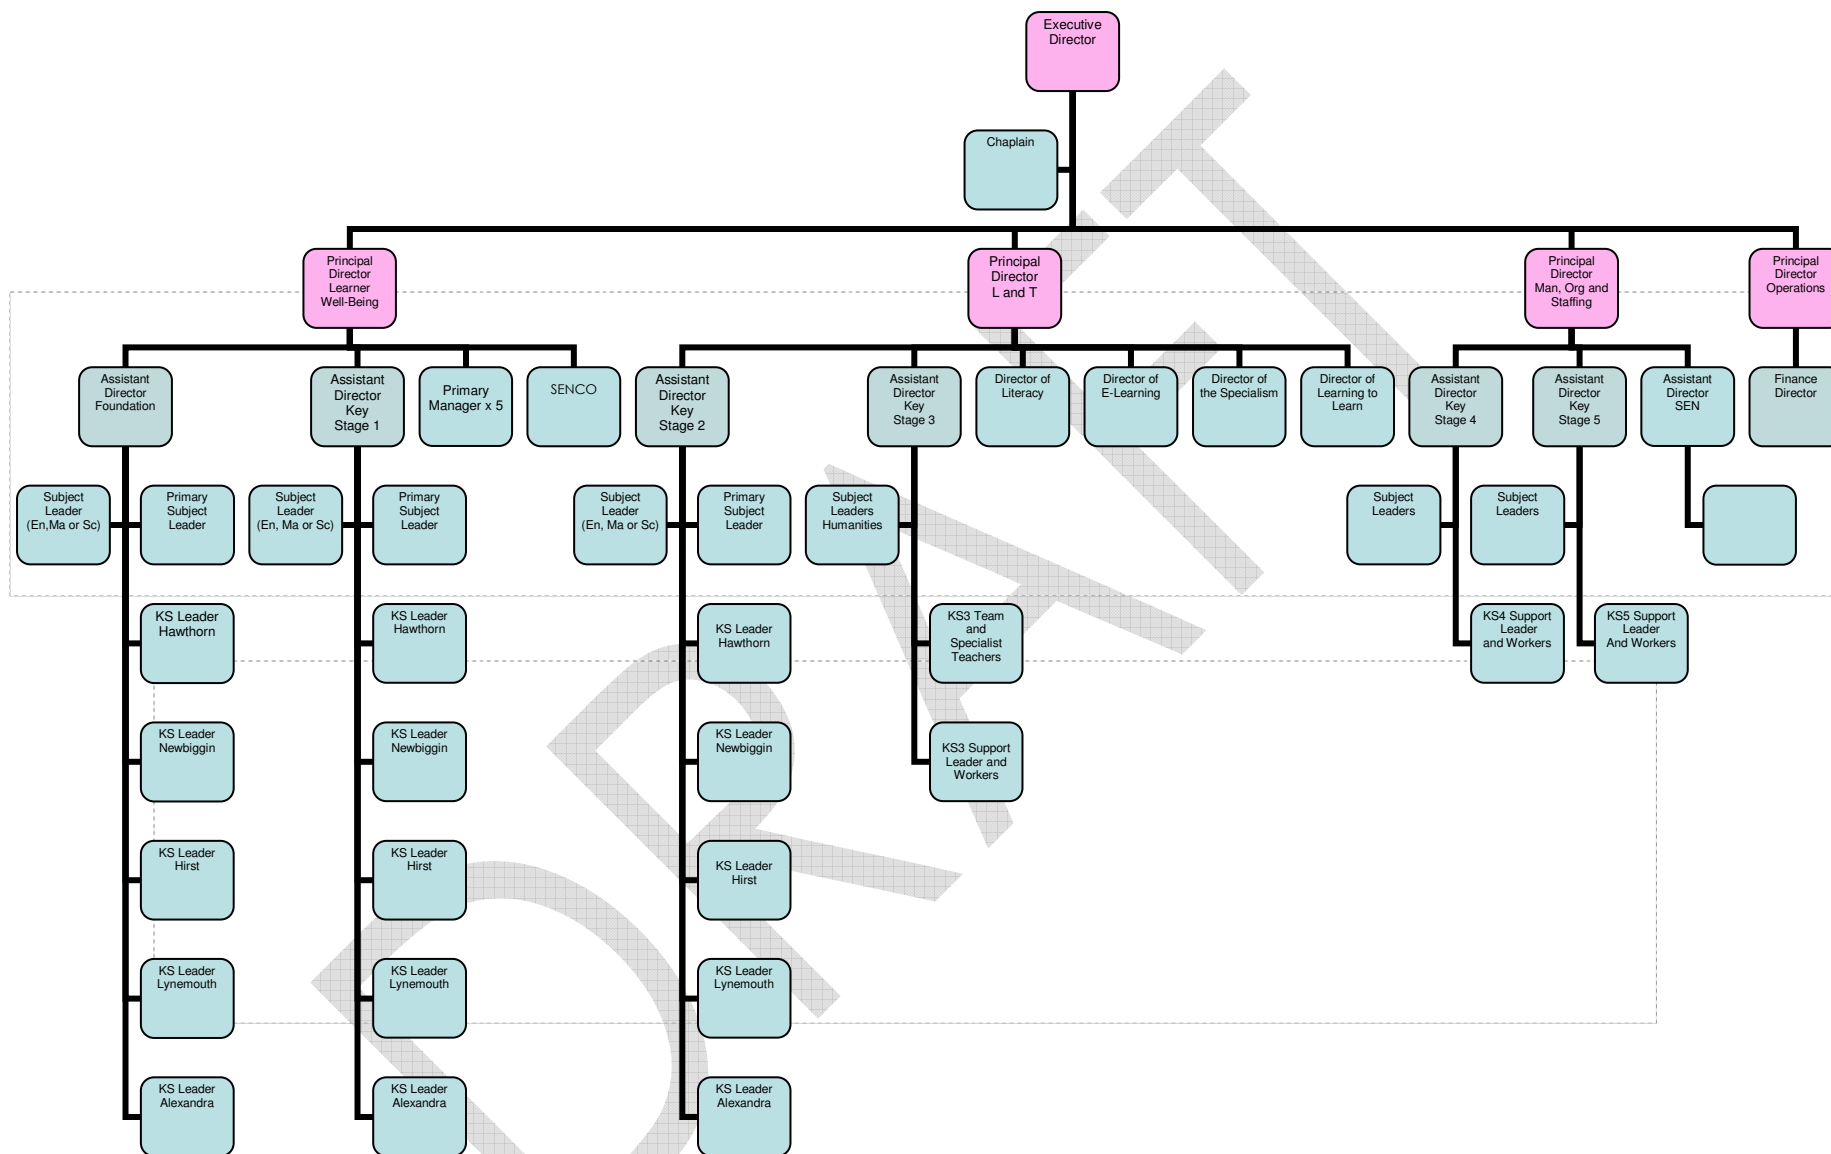 Executive
Director
Chaplain
Principal
Director
Learner
Well-Being
Principal
Director
L and T
Principal
Director
Man, Org and
Staffing
Principal
Director
Operations
Assistant
Director
Foundation
Assistant
Director
Key
Stage 1
Primary
Manager x 5
SENCO
Assistant
Director
Key
Stage 2
Assistant
Director
Key
Stage 3
Director of
Literacy
Director of
E-Learning
Director of
the Specialism
Director of
Learning to
Learn
Assistant
Director
Key
Stage 4
Assistant
Director
Key
Stage 5
Assistant
Director
SEN
Finance
Director
Subject
Leader
(En,Ma or Sc)
Primary
Subject
Leader
Subject
Leader
(En, Ma or Sc)
Primary
Subject
Leader
Subject
Leader
(En, Ma or Sc)
Primary
Subject
Leader
Subject
Leaders
Humanities
Subject
Leaders
Subject
Leaders
KS Leader
Hawthorn
KS Leader
Hawthorn
KS Leader
Hawthorn
KS3 Team
and
Specialist
Teachers
KS4 Support
Leader
and Workers
KS5 Support
Leader
And Workers
KS Leader
Newbiggin
KS Leader
Newbiggin
KS Leader
Newbiggin
KS3 Support
Leader and
Workers
KS Leader
Hirst
KS Leader
Hirst
KS Leader
Hirst
KS Leader
Lynemouth
KS Leader
Lynemouth
KS Leader
Lynemouth
KS Leader
Alexandra
KS Leader
Alexandra
KS Leader
Alexandra
DRAFT